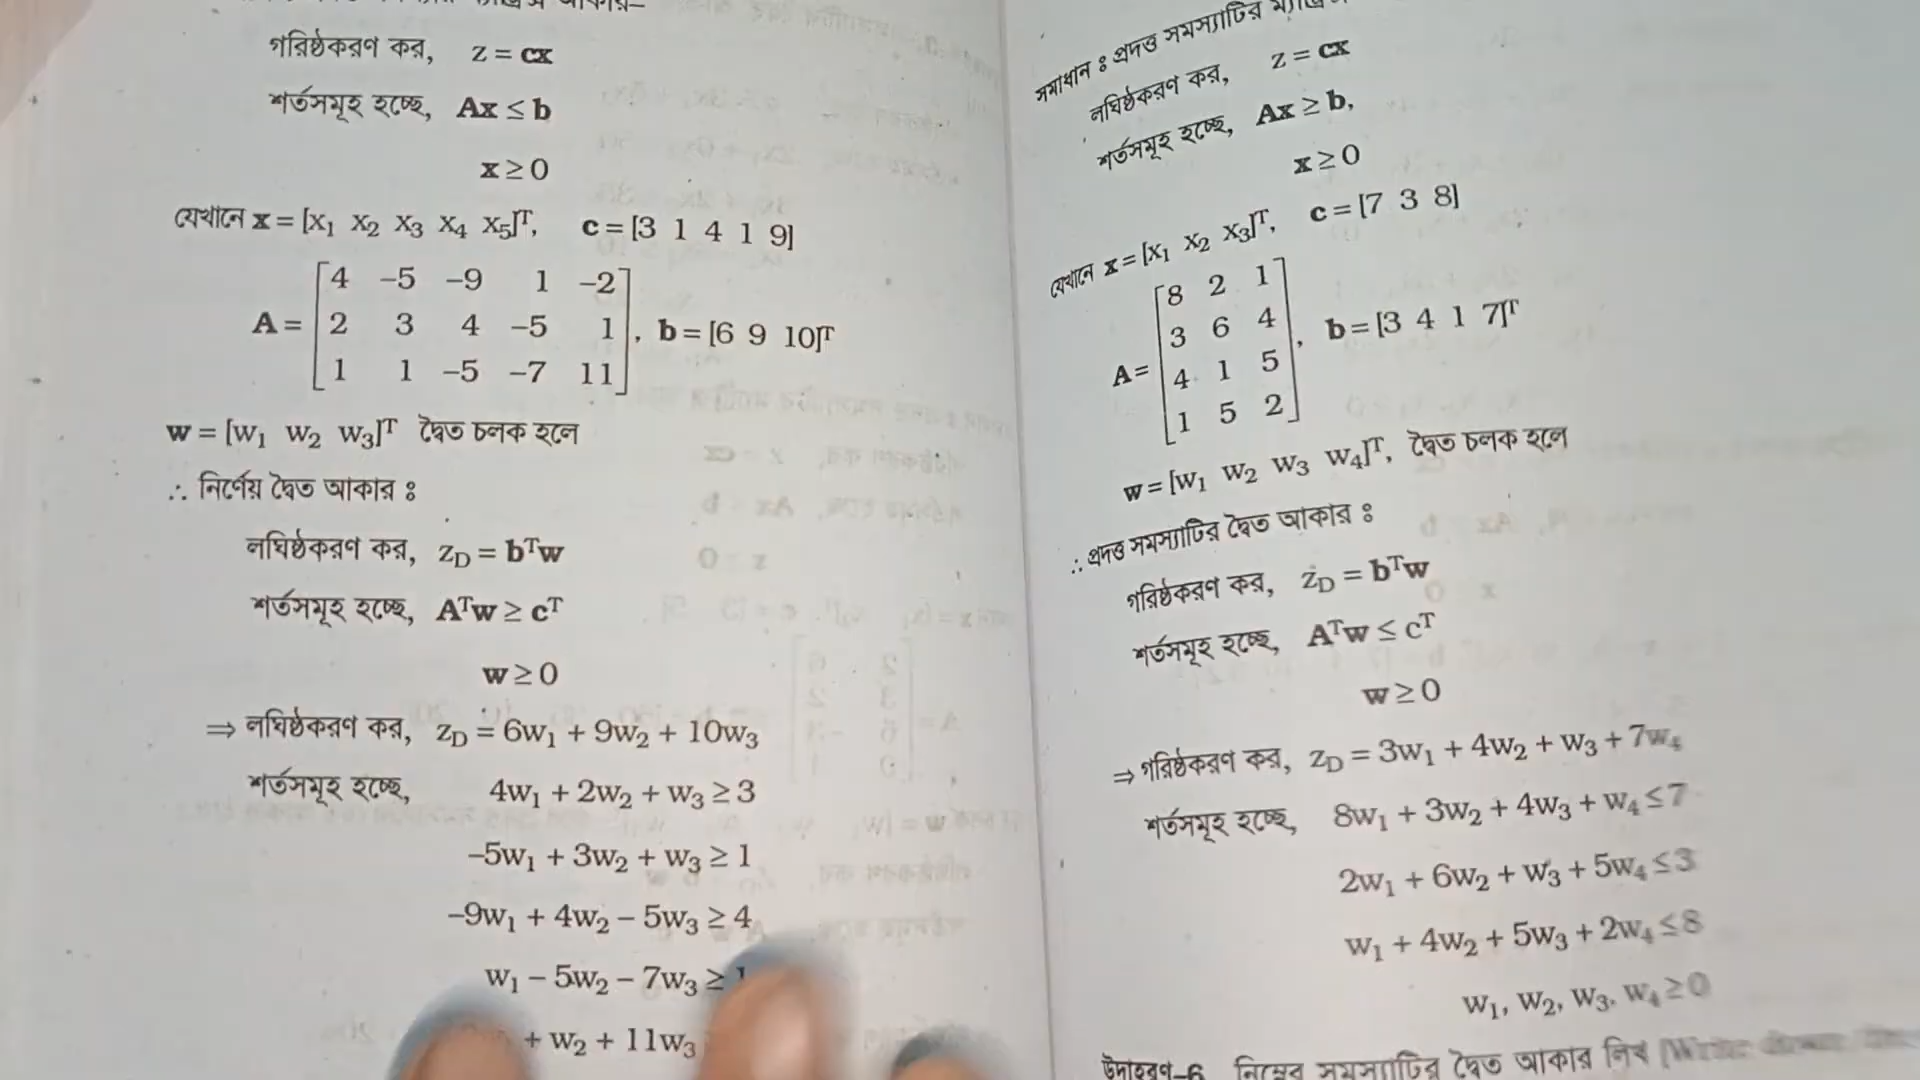 গরিষ্ঠকরণ কর, z = cx
শর্তসমূহ হচ্ছে, Ax ≤ b
x ≥ 0
যেখানে x = [x₁ x₂ x₃ x₄ x₅]ᵀ, c = [3 1 4 1 9]
A = [4 −5 −9 1 −2
2 3 4 −5 1
1 1 −5 −7 11], b = [6 9 10]ᵀ
w = [w₁ w₂ w₃]ᵀ দ্বৈত চলক হলে
∴ নির্ণেয় দ্বৈত আকার ঃ
লঘিষ্ঠকরণ কর, z_D = bᵀw
শর্তসমূহ হচ্ছে, Aᵀw ≥ cᵀ
w ≥ 0
⇒ লঘিষ্ঠকরণ কর, z_D = 6w₁ + 9w₂ + 10w₃
শর্তসমূহ হচ্ছে, 4w₁ + 2w₂ + w₃ ≥ 3
−5w₁ + 3w₂ + w₃ ≥ 1
−9w₁ + 4w₂ − 5w₃ ≥ 4
w₁ − 5w₂ − 7w₃ ≥ 1
+ w₂ + 11w₃
সমাধান ঃ প্রদত্ত সমস্যাটির
লঘিষ্ঠকরণ কর, z = cx
শর্তসমূহ হচ্ছে, Ax ≥ b,
x ≥ 0
যেখানে x = [x₁ x₂ x₃]ᵀ, c = [7 3 8]
A = [8 2 1
3 6 4
4 1 5
1 5 2], b = [3 4 1 7]ᵀ
w = [w₁ w₂ w₃ w₄]ᵀ, দ্বৈত চলক হলে
∴ প্রদত্ত সমস্যাটির দ্বৈত আকার ঃ
গরিষ্ঠকরণ কর, z_D = bᵀw
শর্তসমূহ হচ্ছে, Aᵀw ≤ cᵀ
w ≥ 0
⇒ গরিষ্ঠকরণ কর, z_D = 3w₁ + 4w₂ + w₃ + 7w₄
শর্তসমূহ হচ্ছে, 8w₁ + 3w₂ + 4w₃ + w₄ ≤ 7
2w₁ + 6w₂ + w₃ + 5w₄ ≤ 3
w₁ + 4w₂ + 5w₃ + 2w₄ ≤ 8
w₁, w₂, w₃, w₄ ≥ 0
উদাহরণ-6 নিম্নের সমস্যাটির দ্বৈত আকার লিখ [Write down